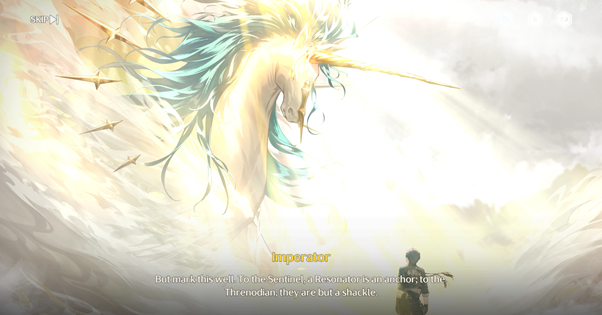 SKIP
Imperator
But mark this well. To the Sentinel, a Resonator is an anchor; to the
Threnodian, they are but a shackle.